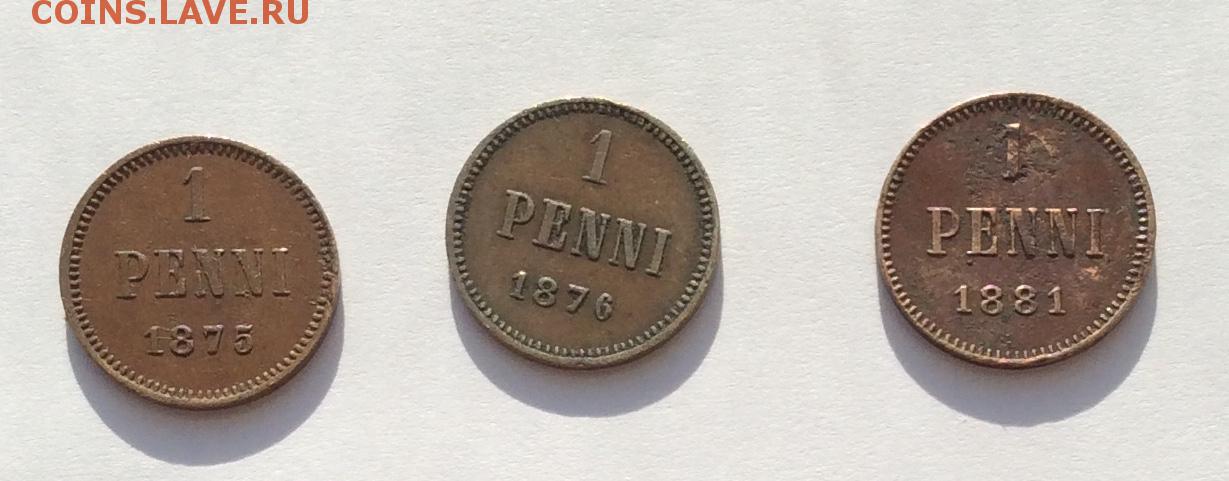 COINS.LAVE.RU
1
PENNI
1875
1
PENNI
1876
1
PENNI
1881